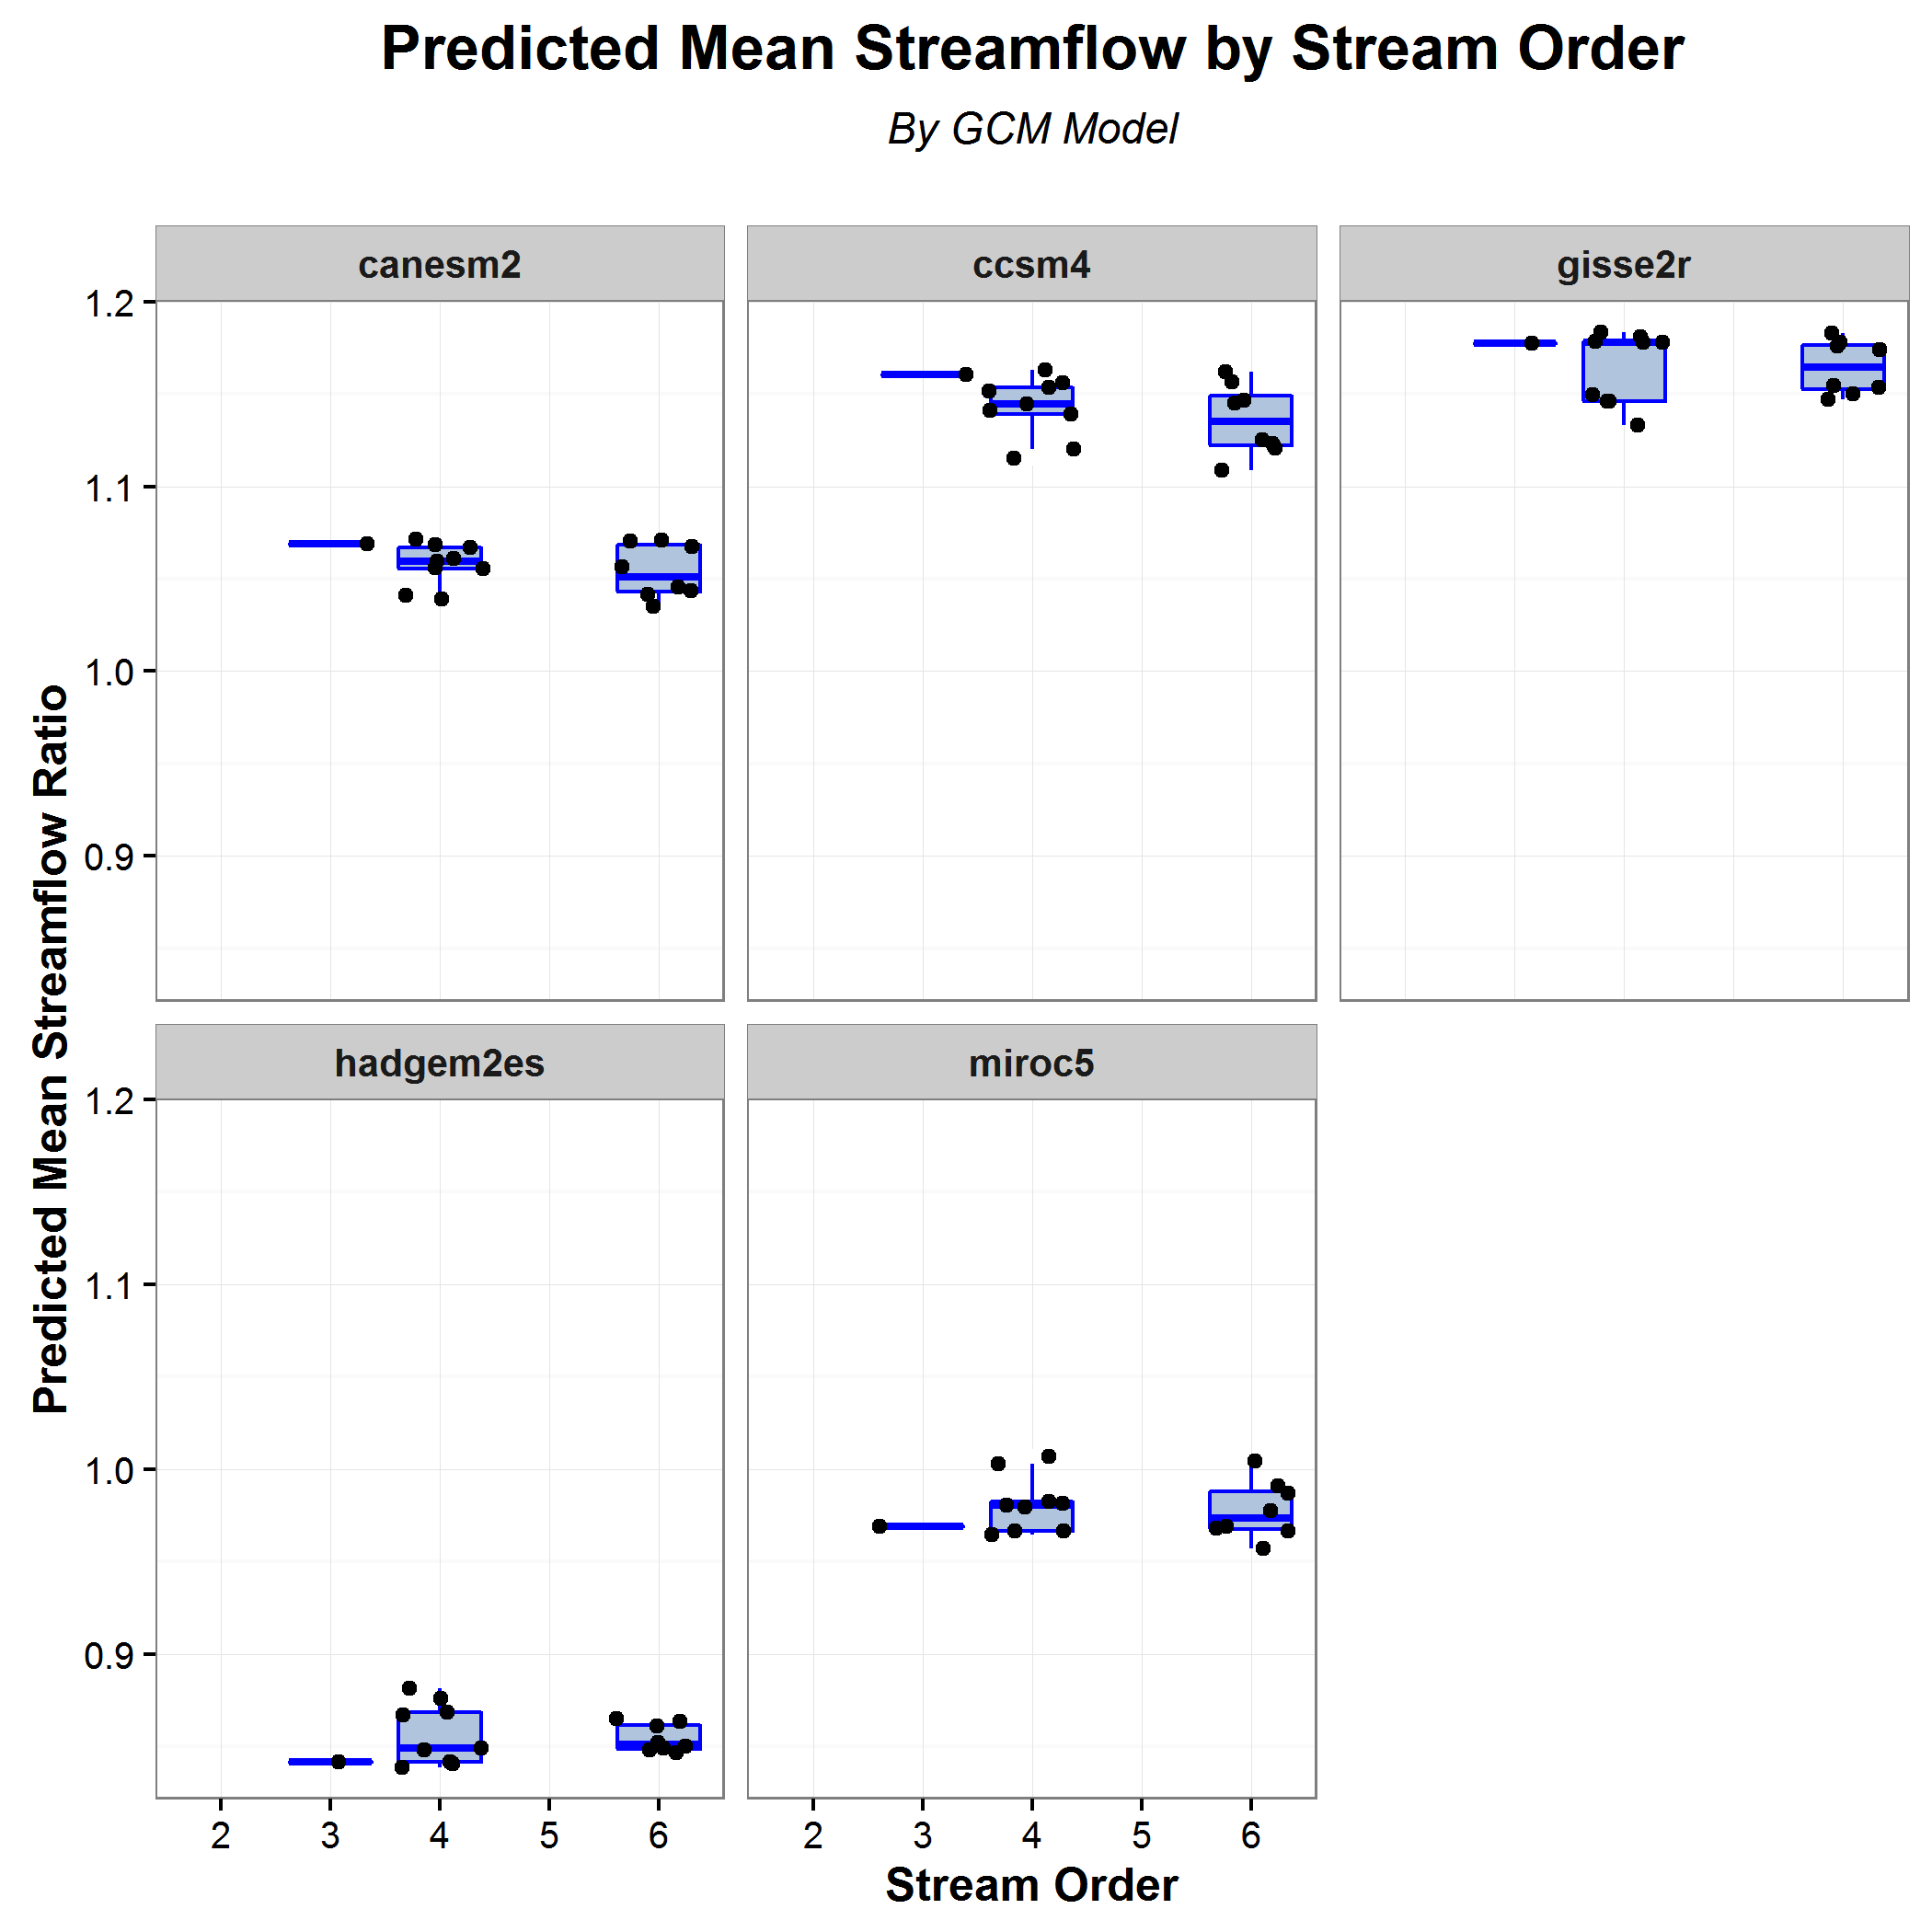 Predicted Mean Streamflow by Stream Order
By GCM Model
canesm2
ccsm4
gisse2r
1.2
1.1
1.0
0.9
Predicted Mean Streamflow Ratio
hadgem2es
miroc5
1.2
1.1
1.0
0.9
2 3 4 5 6
2 3 4 5 6
Stream Order